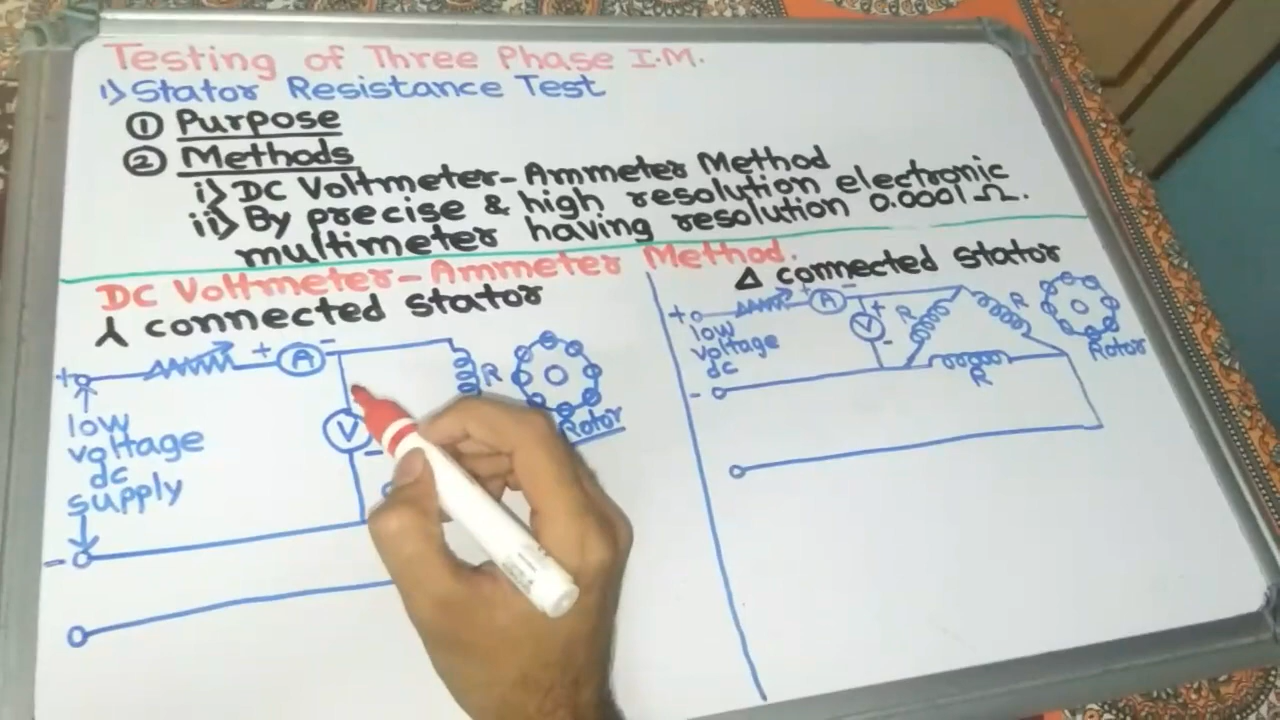 Testing of Three Phase I.M.
1) Stator Resistance Test
① Purpose
② Methods
i) DC Voltmeter-Ammeter Method
ii) By precise & high resolution electronic
multimeter having resolution 0.0001 Ω.
DC Voltmeter-Ammeter Method.
⅄ connected stator
+ A + -
R
V -
low
voltage
dc
supply
-
Rotor
Δ connected stator
+ + A -
+ V
R R
R
low
voltage
dc
-
Rotor